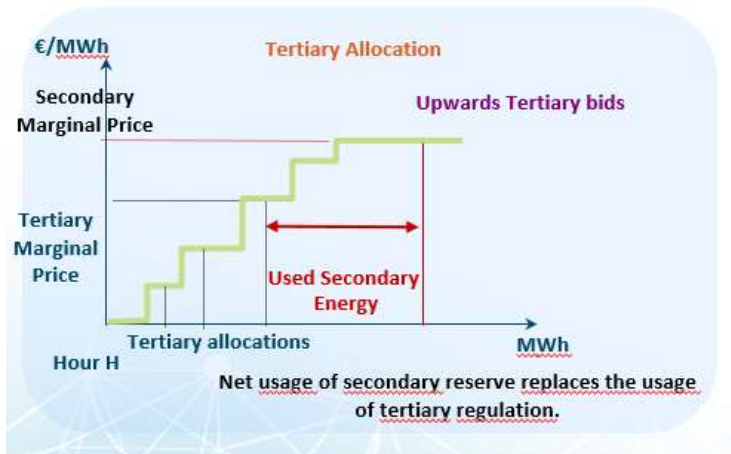 €/MWh
Tertiary Allocation
Secondary
Marginal Price
Upwards Tertiary bids
Tertiary
Marginal
Price
Used Secondary
Energy
Tertiary allocations
MWh
Hour H
Net usage of secondary reserve replaces the usage
of tertiary regulation.